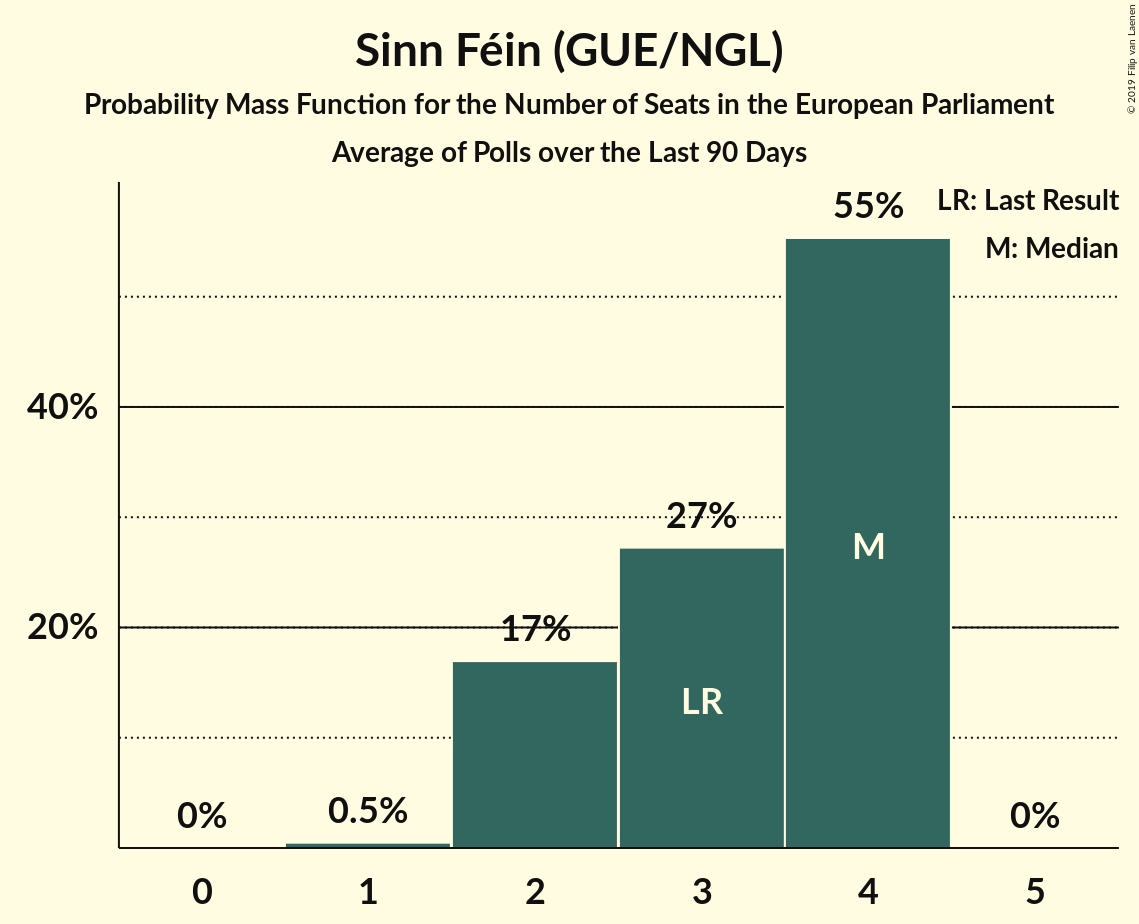 Sinn Féin (GUE/NGL)
Probability Mass Function for the Number of Seats in the European Parliament
Average of Polls over the Last 90 Days
© 2019 Filip van Laenen
LR: Last Result
M: Median
55%
40%
27%
M
20%
17%
LR
0%
0.5%
0%
0 1 2 3 4 5